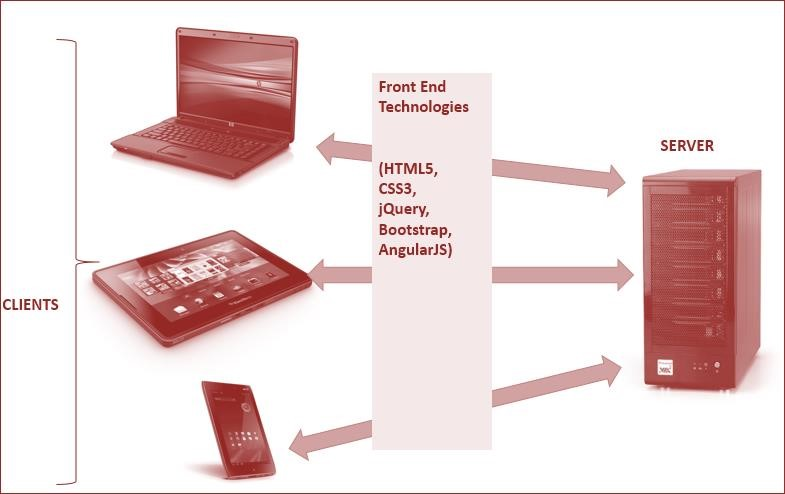 Front End
Technologies
(HTML5,
CSS3,
jQuery,
Bootstrap,
AngularJS)
SERVER
CLIENTS